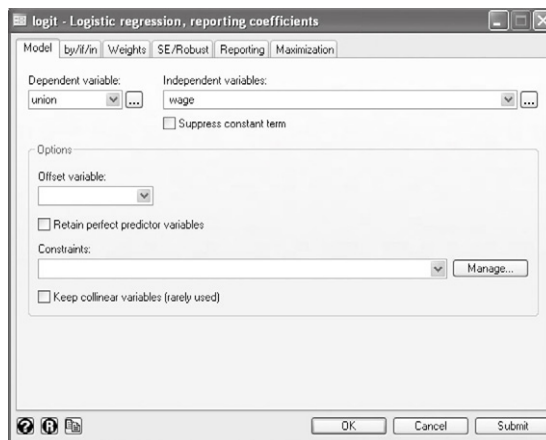 logit - Logistic regression, reporting coefficients
Model by/if/in Weights SE/Robust Reporting Maximization
Dependent variable: Independent variables:
union ... wage ...
Suppress constant term
Options
Offset variable:
Retain perfect predictor variables
Constraints:
Manage...
Keep collinear variables (rarely used)
? R OK Cancel Submit